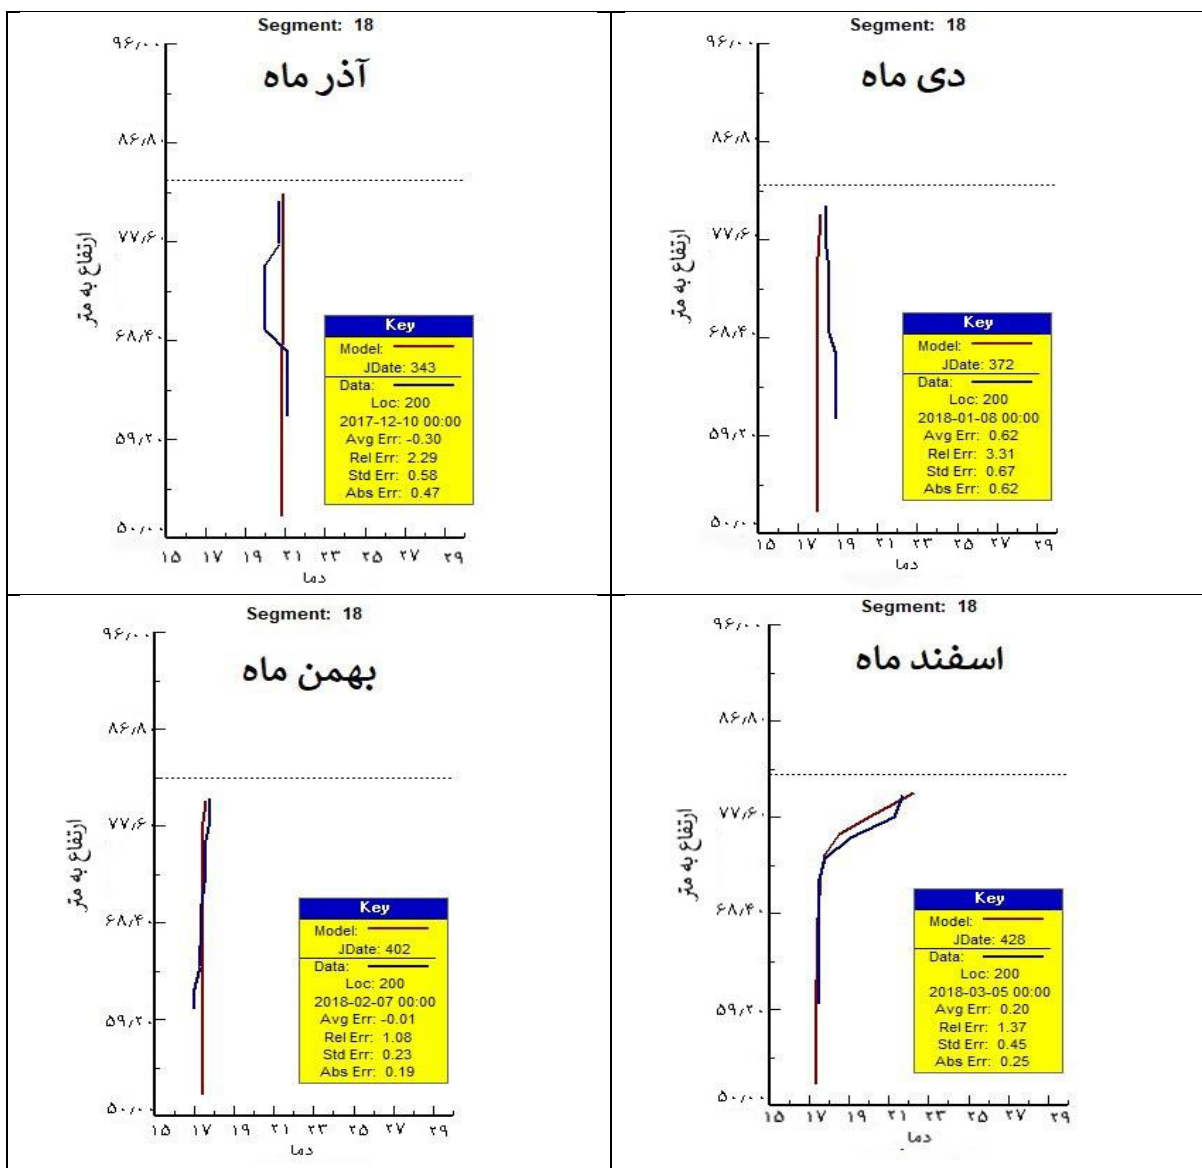 Segment: 18
آذر ماه
۹۶٫۰۰
۸۶٫۸۰
۷۷٫۶۰
۶۸٫۴۰
۵۹٫۲۰
۵۰٫۰۰
ارتفاع به متر
۱۵ ۱۷ ۱۹ ۲۱ ۲۳ ۲۵ ۲۷ ۲۹
دما
Key
Model:
JDate: 343
Data:
Loc: 200
2017-12-10 00:00
Avg Err: -0.30
Rel Err: 2.29
Std Err: 0.58
Abs Err: 0.47
Segment: 18
دی ماه
۹۶٫۰۰
۸۶٫۸۰
۷۷٫۶۰
۶۸٫۴۰
۵۹٫۲۰
۵۰٫۰۰
ارتفاع به متر
۱۵ ۱۷ ۱۹ ۲۱ ۲۳ ۲۵ ۲۷ ۲۹
دما
Key
Model:
JDate: 372
Data:
Loc: 200
2018-01-08 00:00
Avg Err: 0.62
Rel Err: 3.31
Std Err: 0.67
Abs Err: 0.62
Segment: 18
بهمن ماه
۹۶٫۰۰
۸۶٫۸۰
۷۷٫۶۰
۶۸٫۴۰
۵۹٫۲۰
۵۰٫۰۰
ارتفاع به متر
۱۵ ۱۷ ۱۹ ۲۱ ۲۳ ۲۵ ۲۷ ۲۹
دما
Key
Model:
JDate: 402
Data:
Loc: 200
2018-02-07 00:00
Avg Err: -0.01
Rel Err: 1.08
Std Err: 0.23
Abs Err: 0.19
Segment: 18
اسفند ماه
۹۶٫۰۰
۸۶٫۸۰
۷۷٫۶۰
۶۸٫۴۰
۵۹٫۲۰
۵۰٫۰۰
ارتفاع به متر
۱۵ ۱۷ ۱۹ ۲۱ ۲۳ ۲۵ ۲۷ ۲۹
دما
Key
Model:
JDate: 428
Data:
Loc: 200
2018-03-05 00:00
Avg Err: 0.20
Rel Err: 1.37
Std Err: 0.45
Abs Err: 0.25